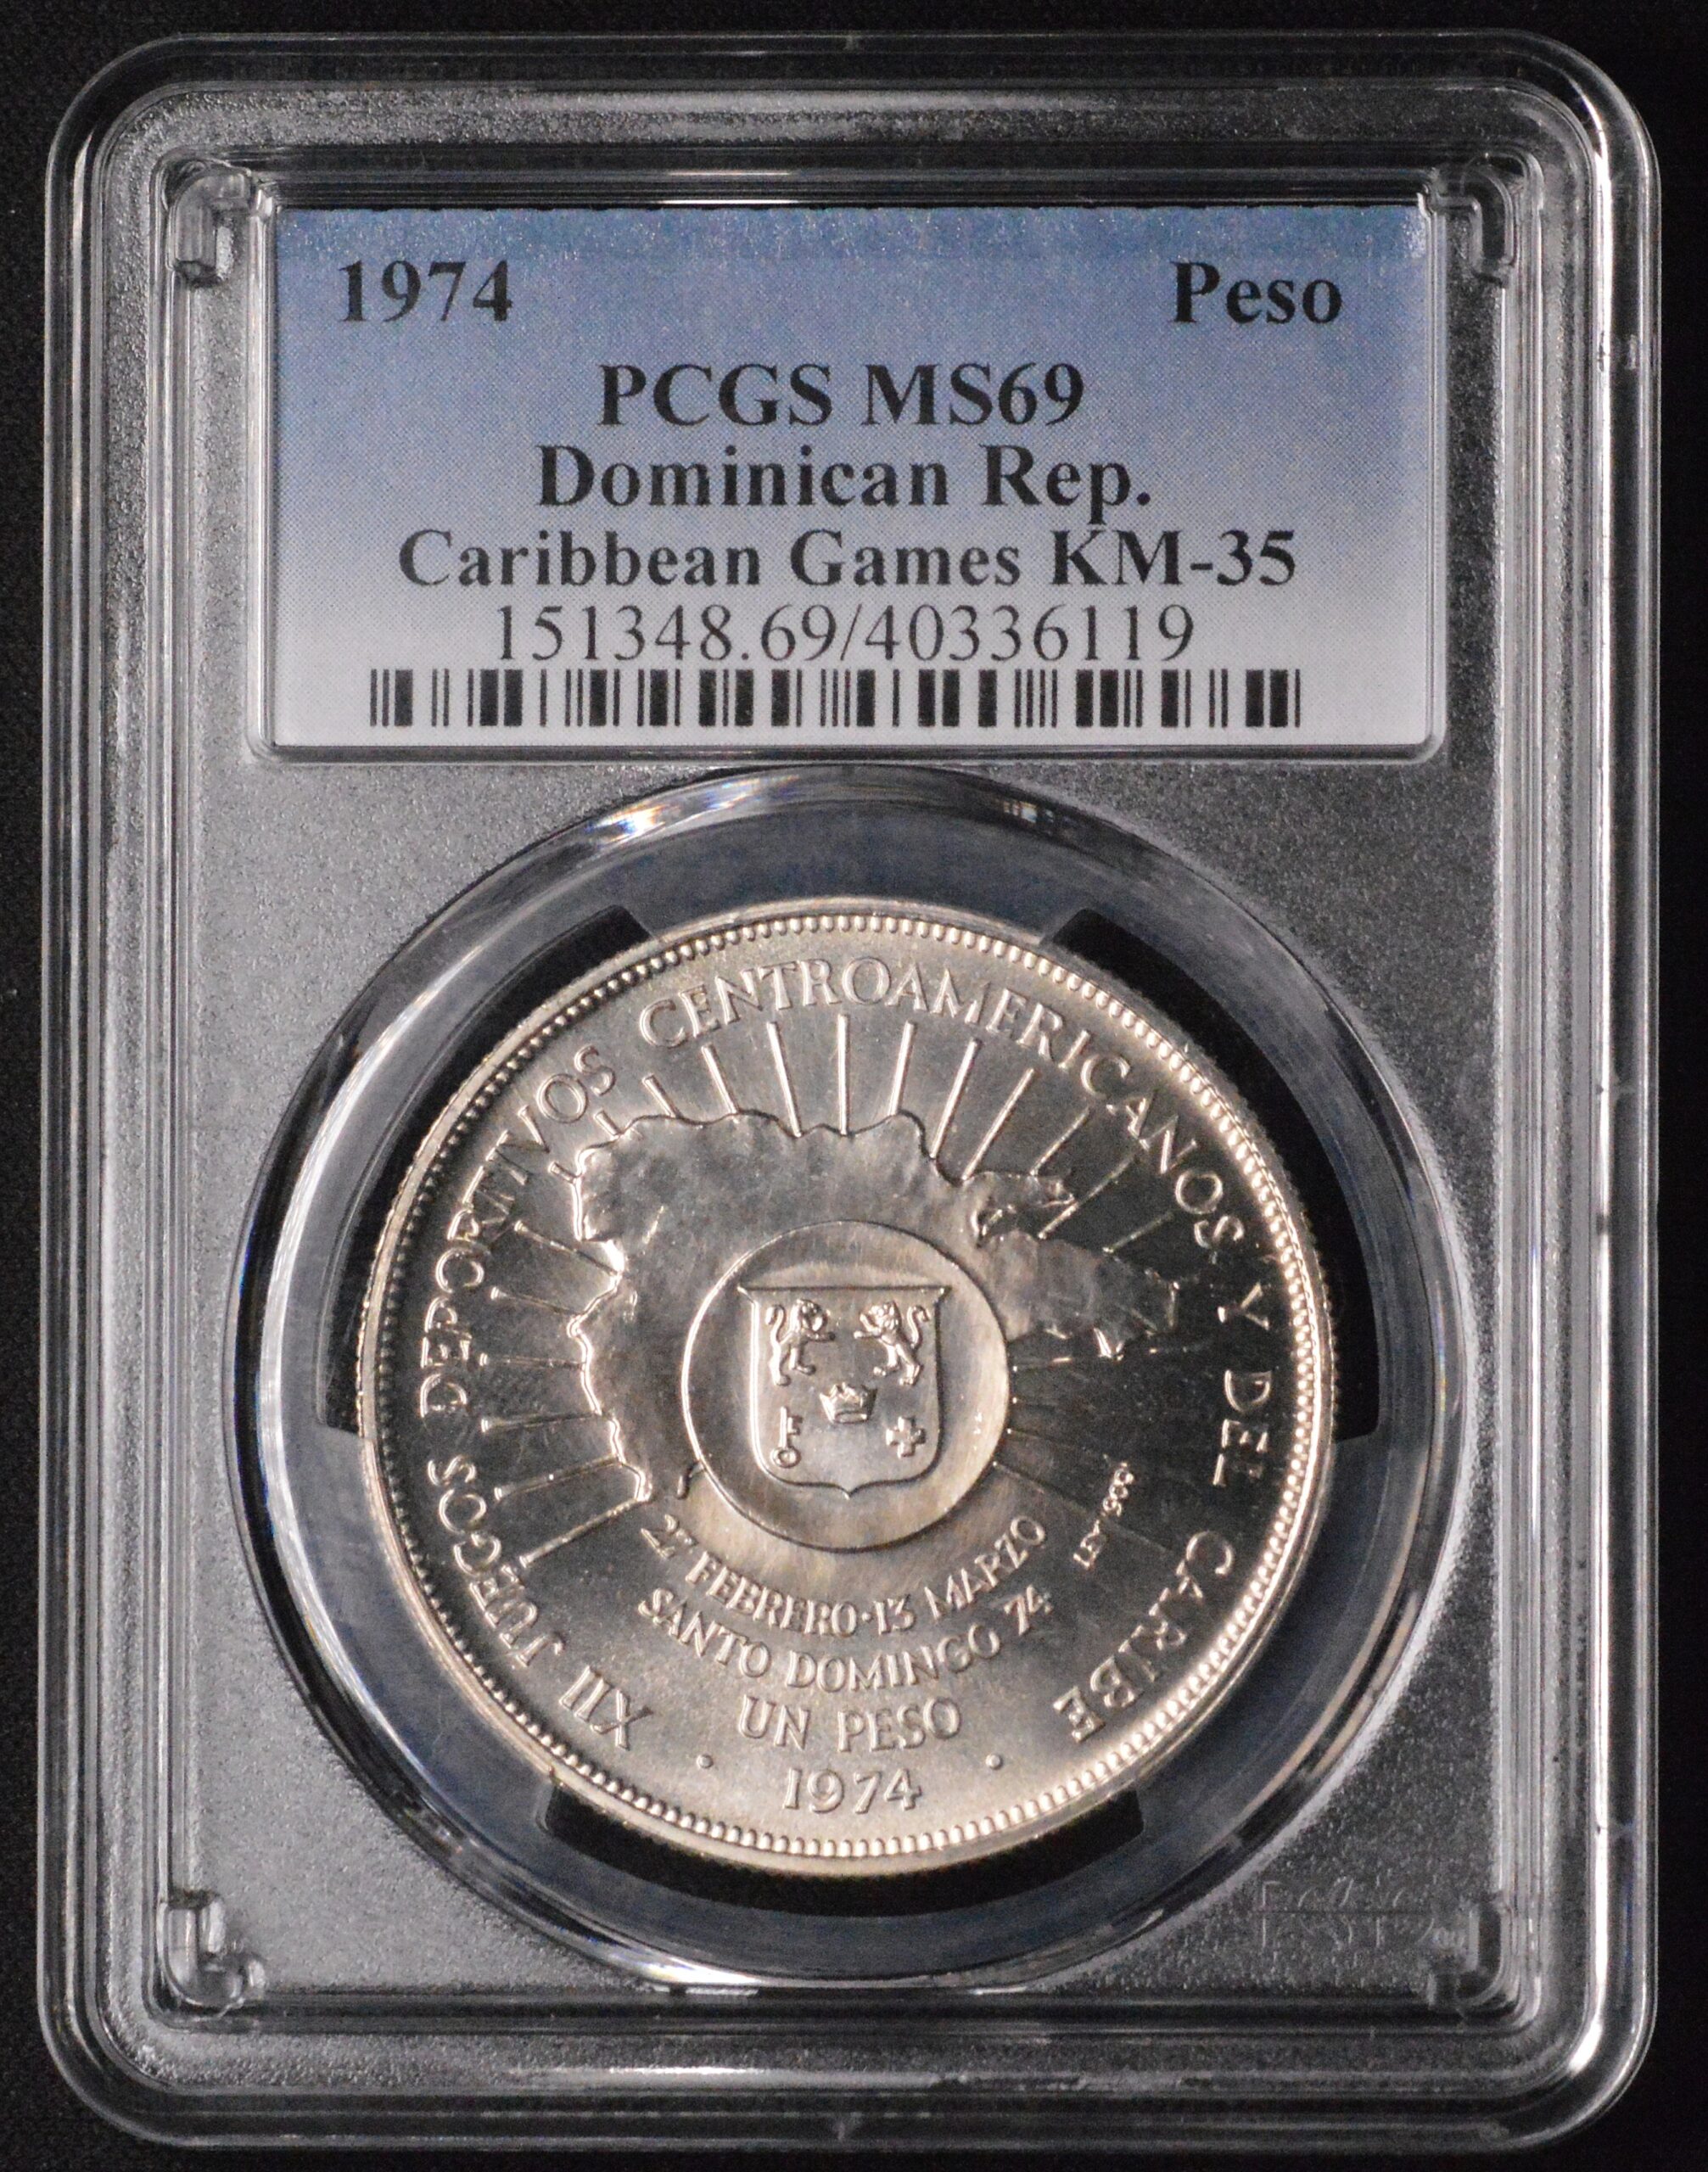 1974 Peso
PCGS MS69
Dominican Rep.
Caribbean Games KM-35
151348.69/40336119
XII JUEGOS DEPORTIVOS CENTROAMERICANOS Y DEL CARIBE
27 FEBRERO·13 MARZO
SANTO DOMINGO 74
UN PESO
· 1974 ·
LEY 900